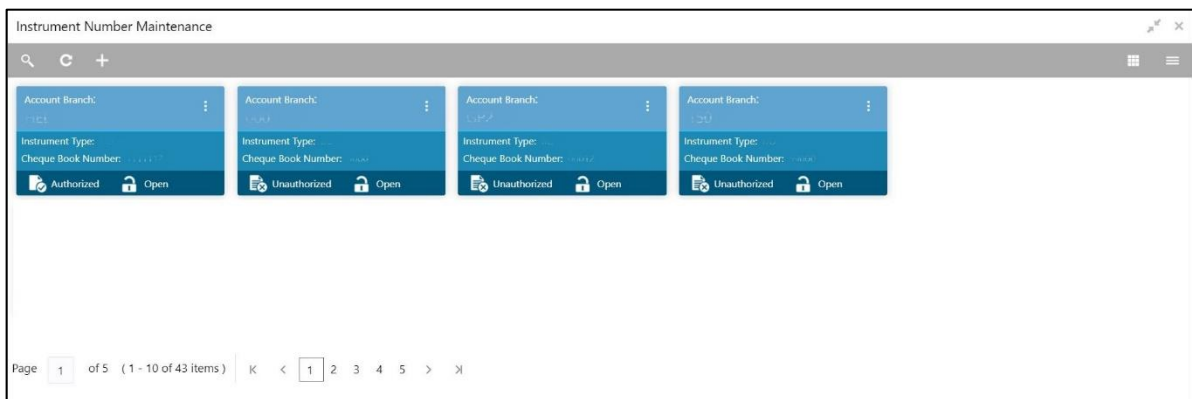 Instrument Number Maintenance
Account Branch: Account Branch: Account Branch: Account Branch:
Instrument Type: Instrument Type: Instrument Type: Instrument Type:
Cheque Book Number: Cheque Book Number: Cheque Book Number: Cheque Book Number:
Authorized Open Unauthorized Open Unauthorized Open Unauthorized Open
Page 1 of 5 ( 1 - 10 of 43 items ) 1 2 3 4 5